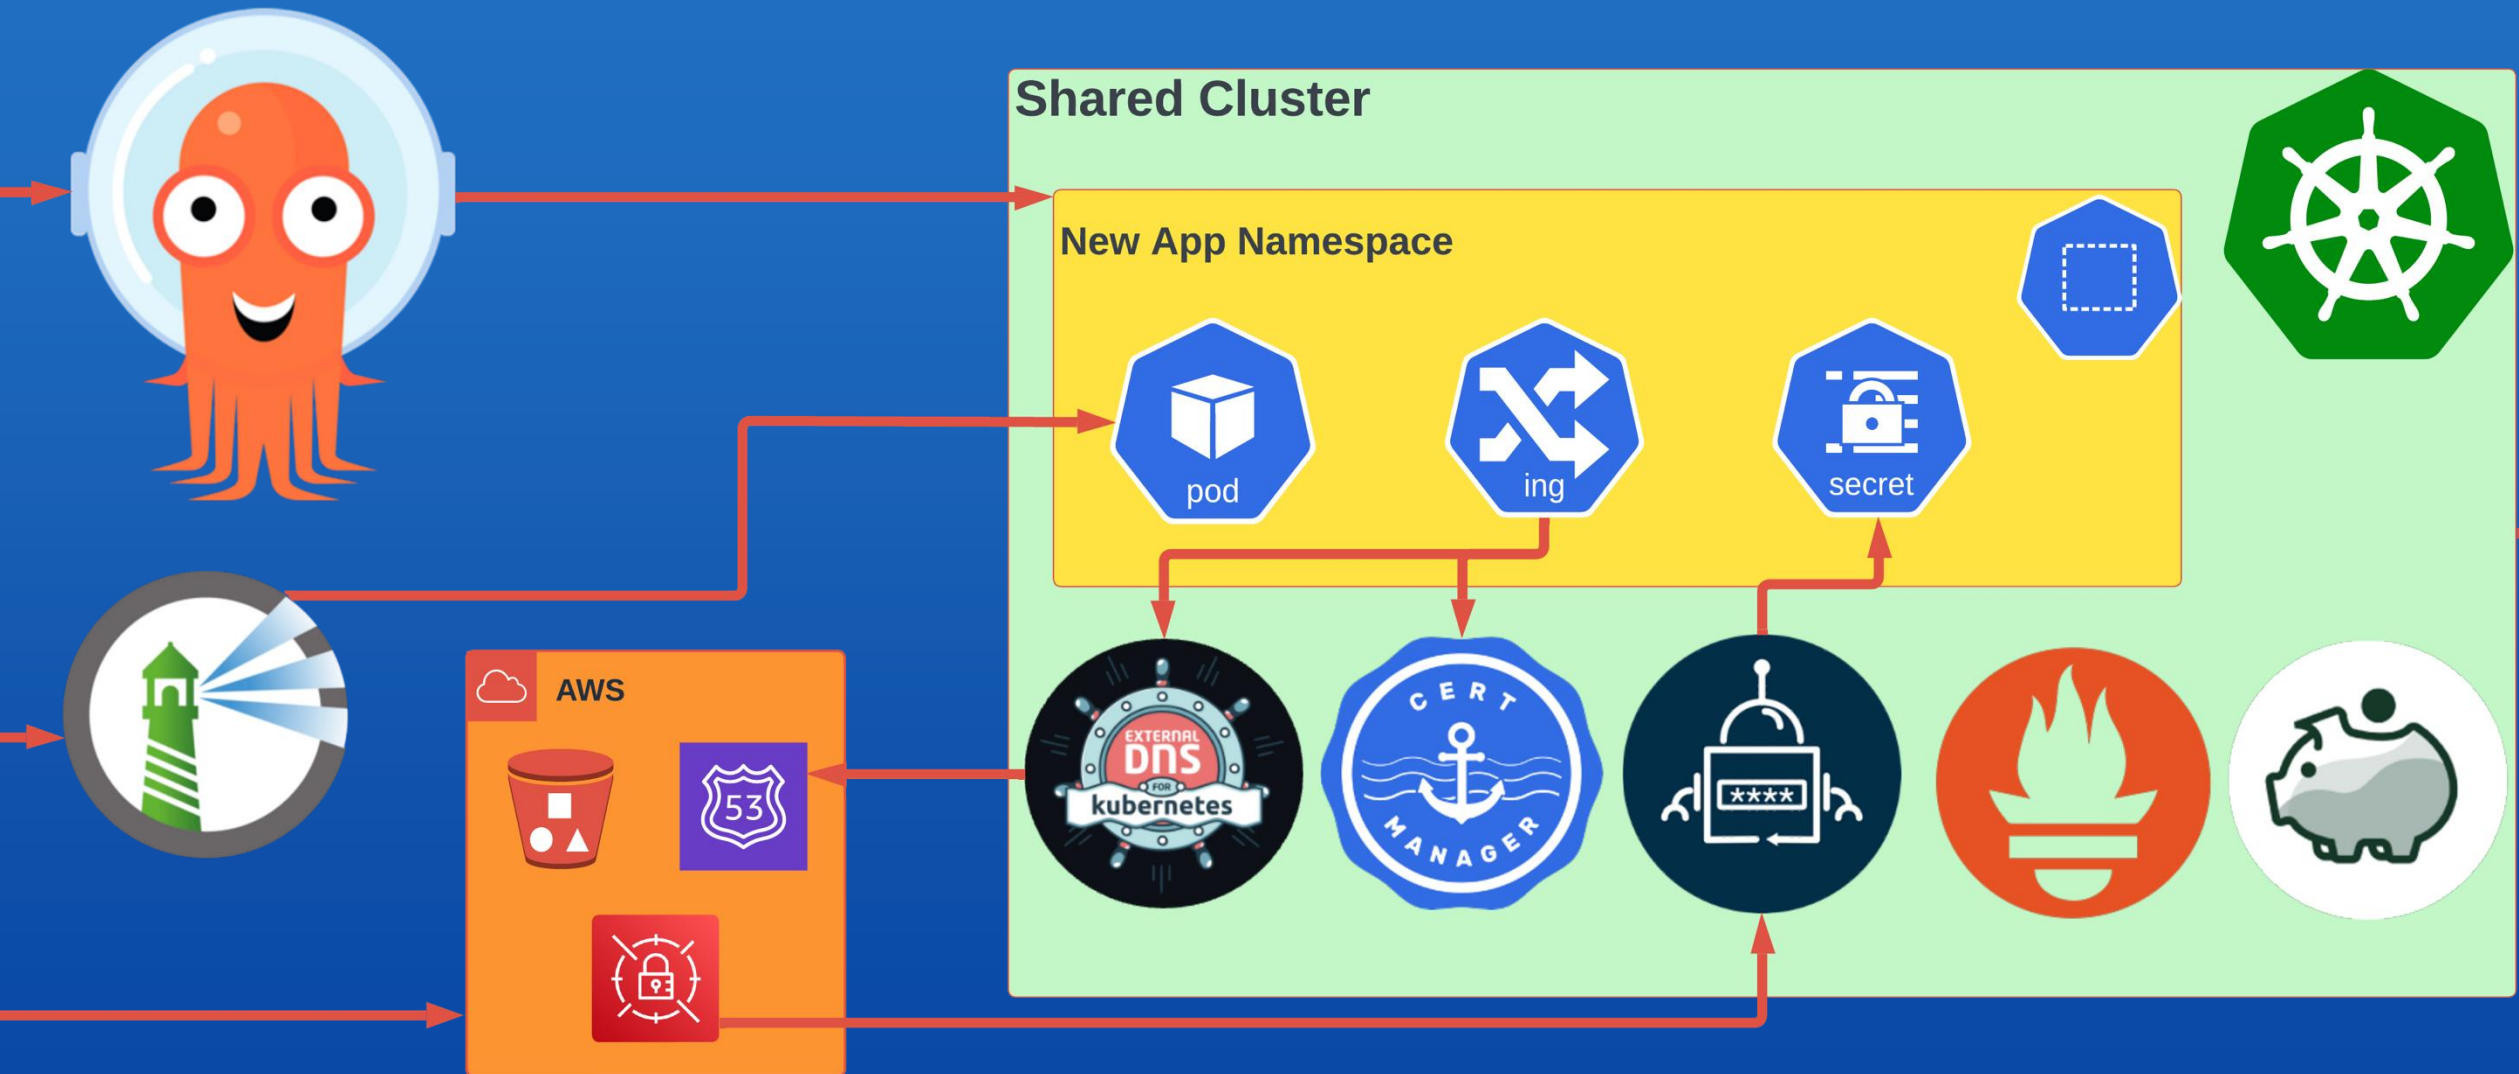 Shared Cluster
New App Namespace
pod
ing
secret
AWS
53
EXTERNAL
DNS
FOR
kubernetes
CERT
MANAGER
****